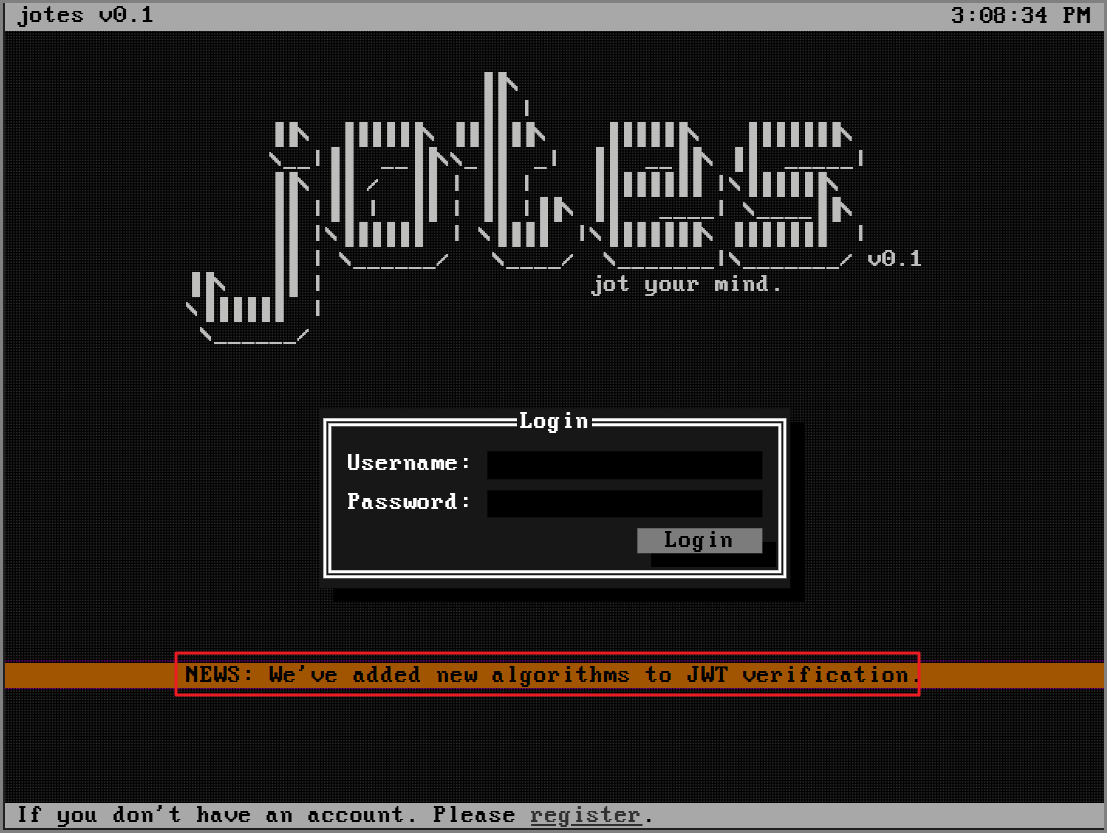 jotes v0.1 3:08:34 PM
jotes v0.1
jot your mind.
Login
Username:
Password:
Login
NEWS: We've added new algorithms to JWT verification.
If you don't have an account. Please register.